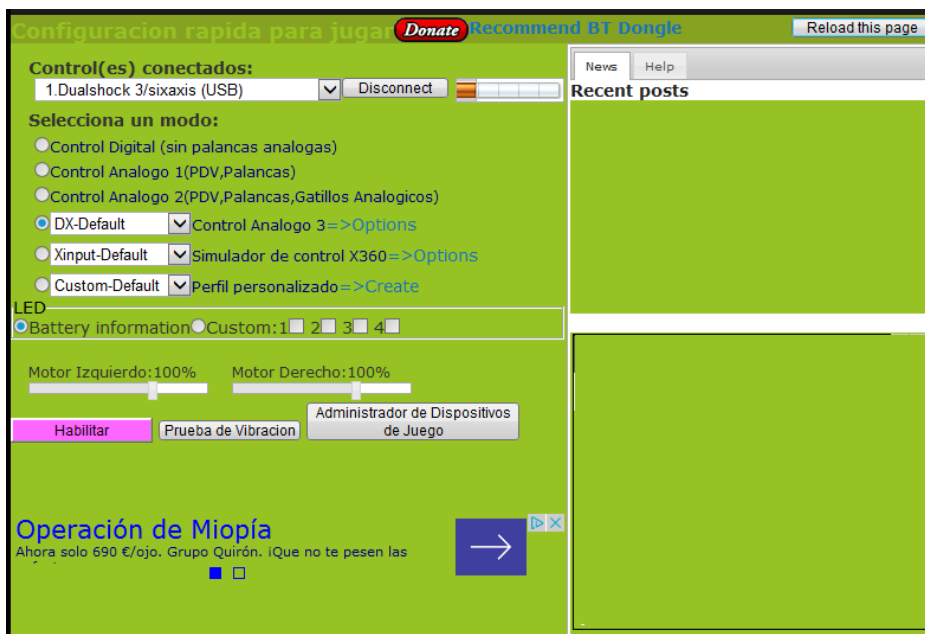 Configuracion rapida para jugar
Donate
Recommend BT Dongle
Reload this page
Control(es) conectados:
1.Dualshock 3/sixaxis (USB)
Disconnect
Selecciona un modo:
Control Digital (sin palancas analogas)
Control Analogo 1(PDV,Palancas)
Control Analogo 2(PDV,Palancas,Gatillos Analogicos)
DX-Default Control Analogo 3=>Options
Xinput-Default Simulador de control X360=>Options
Custom-Default Perfil personalizado=>Create
LED
Battery information Custom:1 2 3 4
Motor Izquierdo:100% Motor Derecho:100%
Habilitar
Prueba de Vibracion
Administrador de Dispositivos
de Juego
Operación de Miopía
Ahora solo 690 €/ojo. Grupo Quirón. ¡Que no te pesen las
News
Help
Recent posts